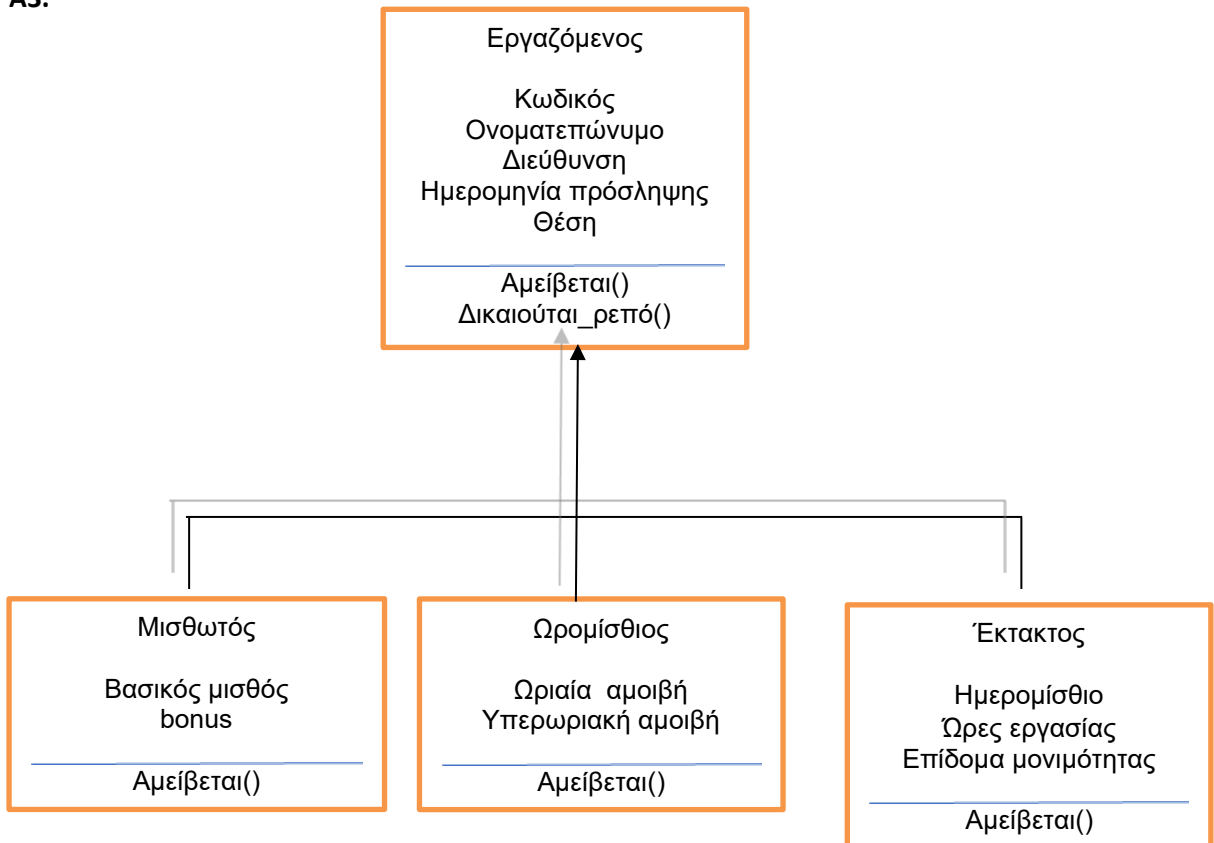 Εργαζόμενος
Κωδικός
Ονοματεπώνυμο
Διεύθυνση
Ημερομηνία πρόσληψης
Θέση
Αμείβεται()
Δικαιούται_ρεπό()
Μισθωτός
Βασικός μισθός
bonus
Αμείβεται()
Ωρομίσθιος
Ωριαία αμοιβή
Υπερωριακή αμοιβή
Αμείβεται()
Έκτακτος
Ημερομίσθιο
Ώρες εργασίας
Επίδομα μονιμότητας
Αμείβεται()